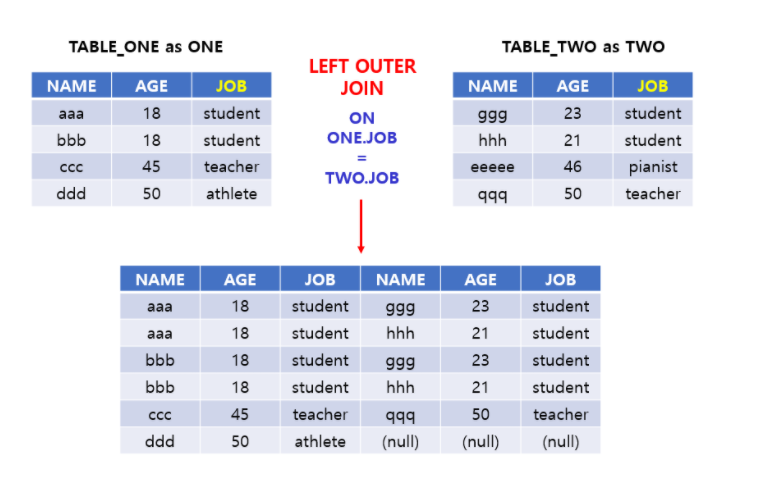 TABLE_ONE as ONE
NAME AGE JOB
aaa 18 student
bbb 18 student
ccc 45 teacher
ddd 50 athlete
LEFT OUTER
JOIN
ON
ONE.JOB
=
TWO.JOB
TABLE_TWO as TWO
NAME AGE JOB
ggg 23 student
hhh 21 student
eeeee 46 pianist
qqq 50 teacher
NAME AGE JOB NAME AGE JOB
aaa 18 student ggg 23 student
aaa 18 student hhh 21 student
bbb 18 student ggg 23 student
bbb 18 student hhh 21 student
ccc 45 teacher qqq 50 teacher
ddd 50 athlete (null) (null) (null)